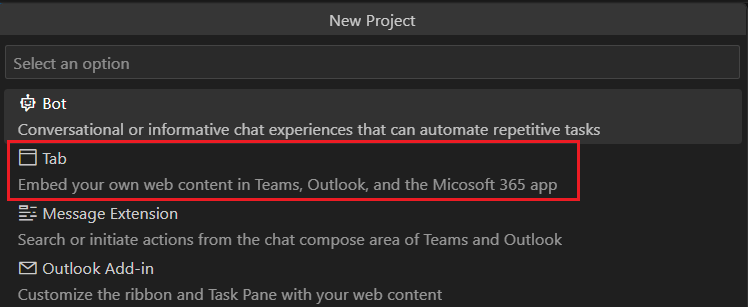 New Project
Select an option
Bot
Conversational or informative chat experiences that can automate repetitive tasks
Tab
Embed your own web content in Teams, Outlook, and the Micosoft 365 app
Message Extension
Search or initiate actions from the chat compose area of Teams and Outlook
Outlook Add-in
Customize the ribbon and Task Pane with your web content